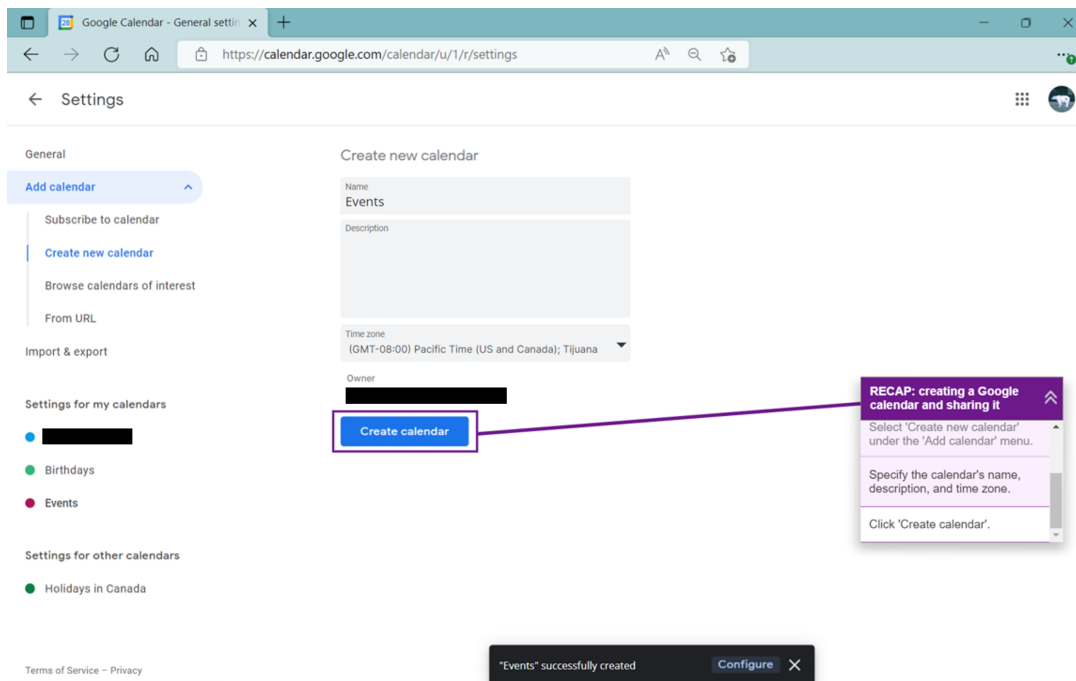 28
Google Calendar - General settin
https://calendar.google.com/calendar/u/1/r/settings
Settings
General
Add calendar
Subscribe to calendar
Create new calendar
Browse calendars of interest
From URL
Import & export
Settings for my calendars
Birthdays
Events
Settings for other calendars
Holidays in Canada
Terms of Service – Privacy
Create new calendar
Name
Events
Description
Time zone
(GMT-08:00) Pacific Time (US and Canada); Tijuana
Owner
Create calendar
RECAP: creating a Google
calendar and sharing it
Select 'Create new calendar'
under the 'Add calendar' menu.
Specify the calendar's name,
description, and time zone.
Click 'Create calendar'.
"Events" successfully created
Configure